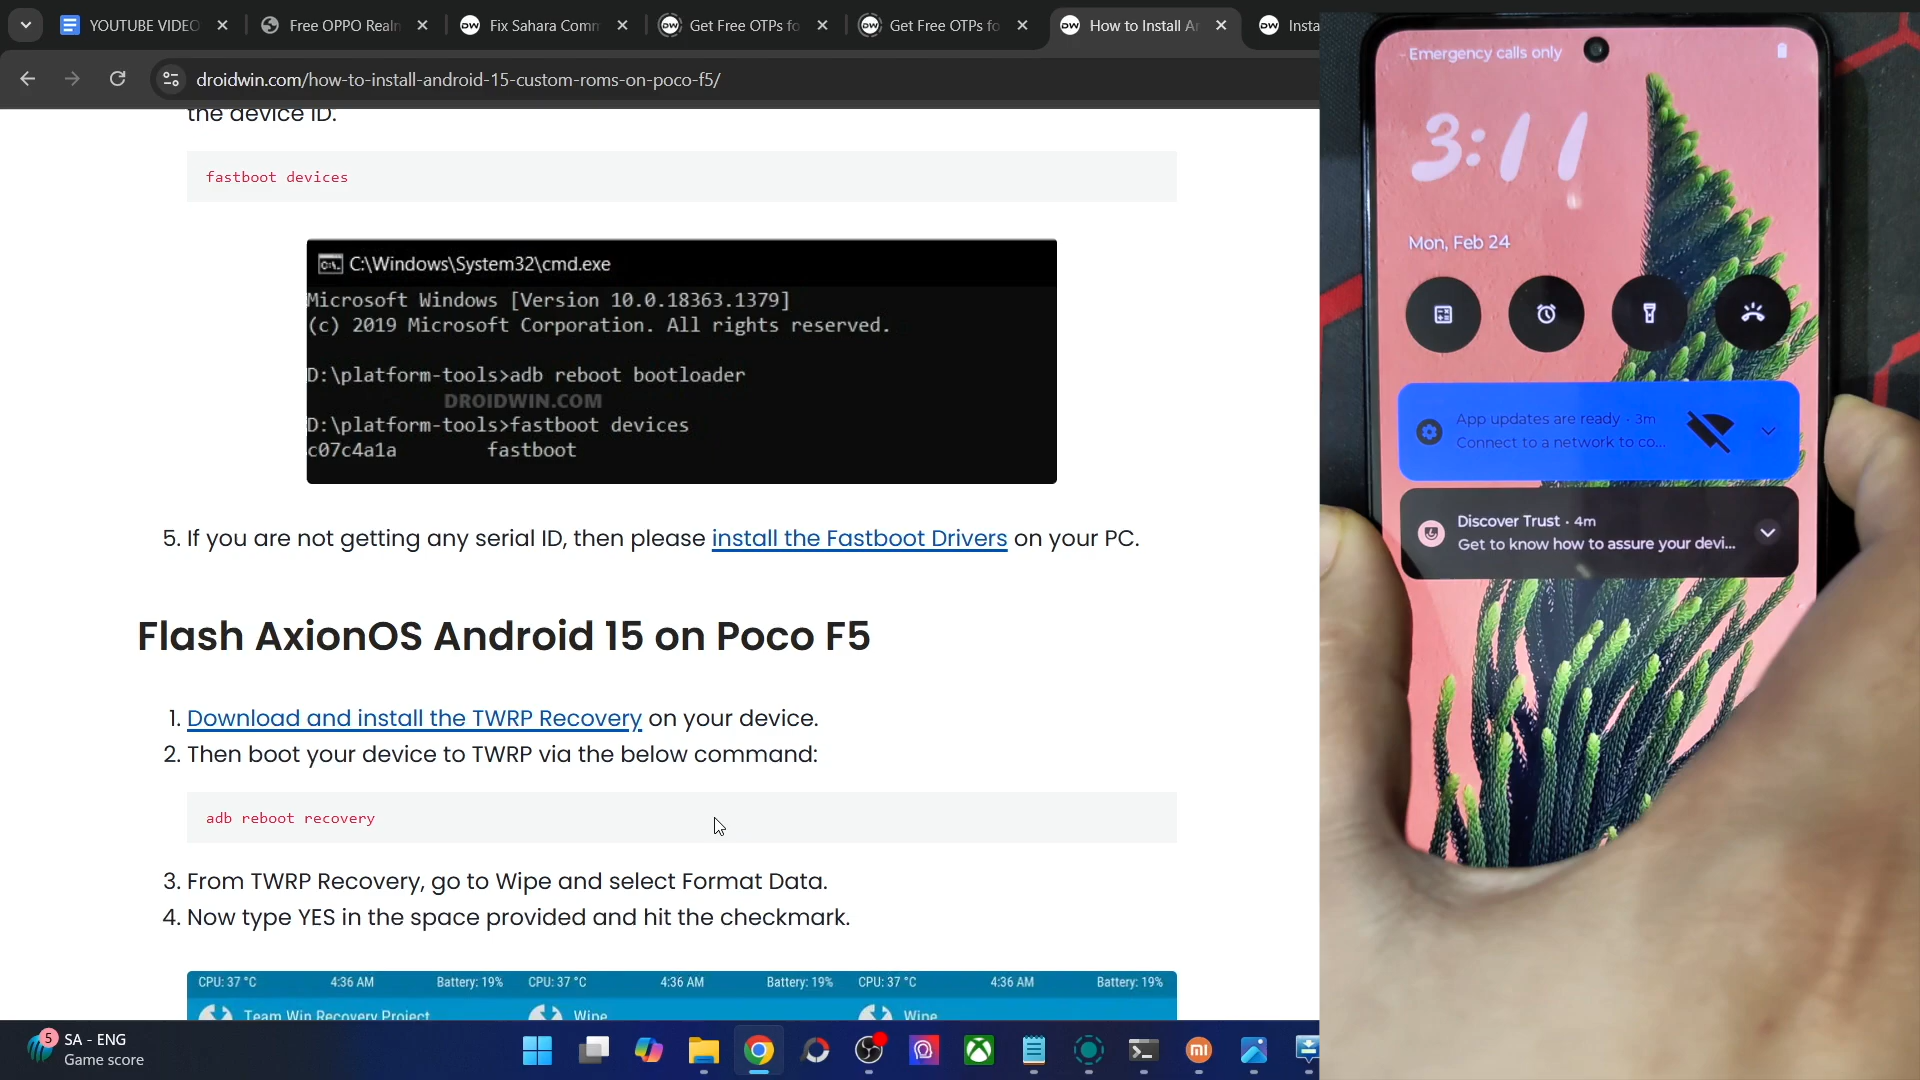 YOUTUBE VIDEO
Free OPPO Realm
Fix Sahara Comm
Get Free OTPs fo
Get Free OTPs fo
How to Install An
Insta
droidwin.com/how-to-install-android-15-custom-roms-on-poco-f5/
the device ID.
fastboot devices
C:\Windows\System32\cmd.exe
Microsoft Windows [Version 10.0.18363.1379]
(c) 2019 Microsoft Corporation. All rights reserved.
D:\platform-tools>adb reboot bootloader
DROIDWIN.COM
D:\platform-tools>fastboot devices
c07c4a1a fastboot
5. If you are not getting any serial ID, then please install the Fastboot Drivers on your PC.
Flash AxionOS Android 15 on Poco F5
1. Download and install the TWRP Recovery on your device.
2. Then boot your device to TWRP via the below command:
adb reboot recovery
3. From TWRP Recovery, go to Wipe and select Format Data.
4. Now type YES in the space provided and hit the checkmark.
CPU: 37 °C 4:36 AM Battery: 19% CPU: 37 °C 4:36 AM Battery: 19% CPU: 37 °C 4:36 AM Battery: 19%
Team Win Recovery Project Wipe Wipe
5
SA - ENG
Game score
Emergency calls only
3:11
Mon, Feb 24
App updates are ready · 3m
Connect to a network to co...
Discover Trust · 4m
Get to know how to assure your devi...